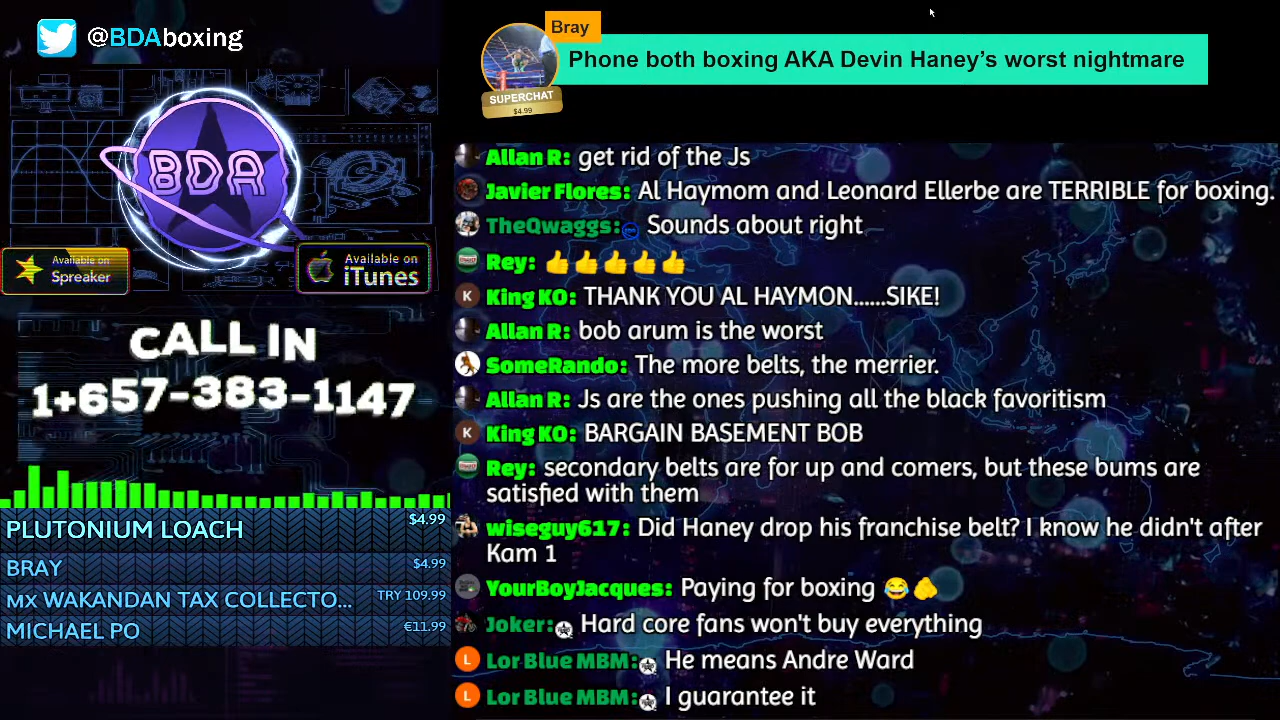 @BDAboxing
Bray
Phone both boxing AKA Devin Haney's worst nightmare
SUPERCHAT
$4.99
BDA
Available on
Spreaker
Available on
iTunes
CALL IN
1+657-383-1147
PLUTONIUM LOACH $4.99
BRAY $4.99
MX WAKANDAN TAX COLLECTO... TRY 109.99
MICHAEL PO €11.99
Allan R: get rid of the Js
Javier Flores: Al Haymom and Leonard Ellerbe are TERRIBLE for boxing.
TheQwaggs: Sounds about right
Rey: 👍👍👍👍👍
K King KO: THANK YOU AL HAYMON......SIKE!
Allan R: bob arum is the worst
SomeRando: The more belts, the merrier.
Allan R: Js are the ones pushing all the black favoritism
K King KO: BARGAIN BASEMENT BOB
Rey: secondary belts are for up and comers, but these bums are
satisfied with them
wiseguy617: Did Haney drop his franchise belt? I know he didn't after
Kam 1
YourBoyJacques: Paying for boxing 😂🫵
Joker: Hard core fans won't buy everything
L Lor Blue MBM: He means Andre Ward
L Lor Blue MBM: I guarantee it